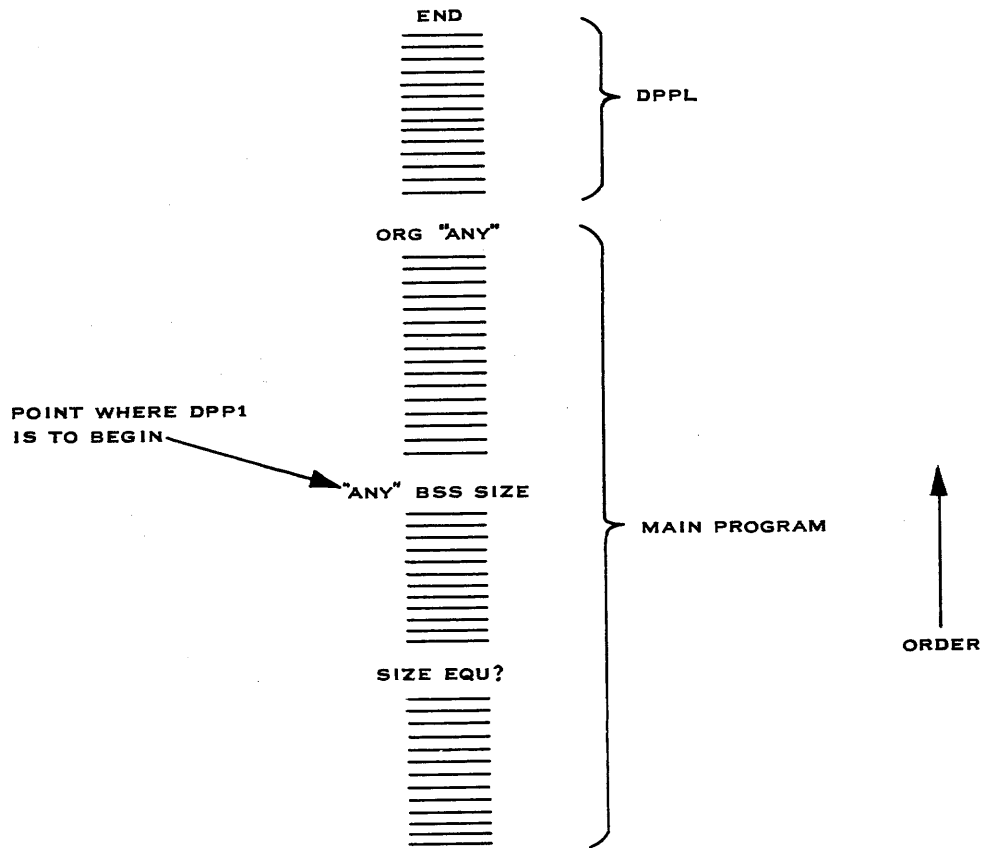 END
DPPL
ORG "ANY"
POINT WHERE DPP1
IS TO BEGIN
"ANY" BSS SIZE
MAIN PROGRAM
ORDER
SIZE EQU?